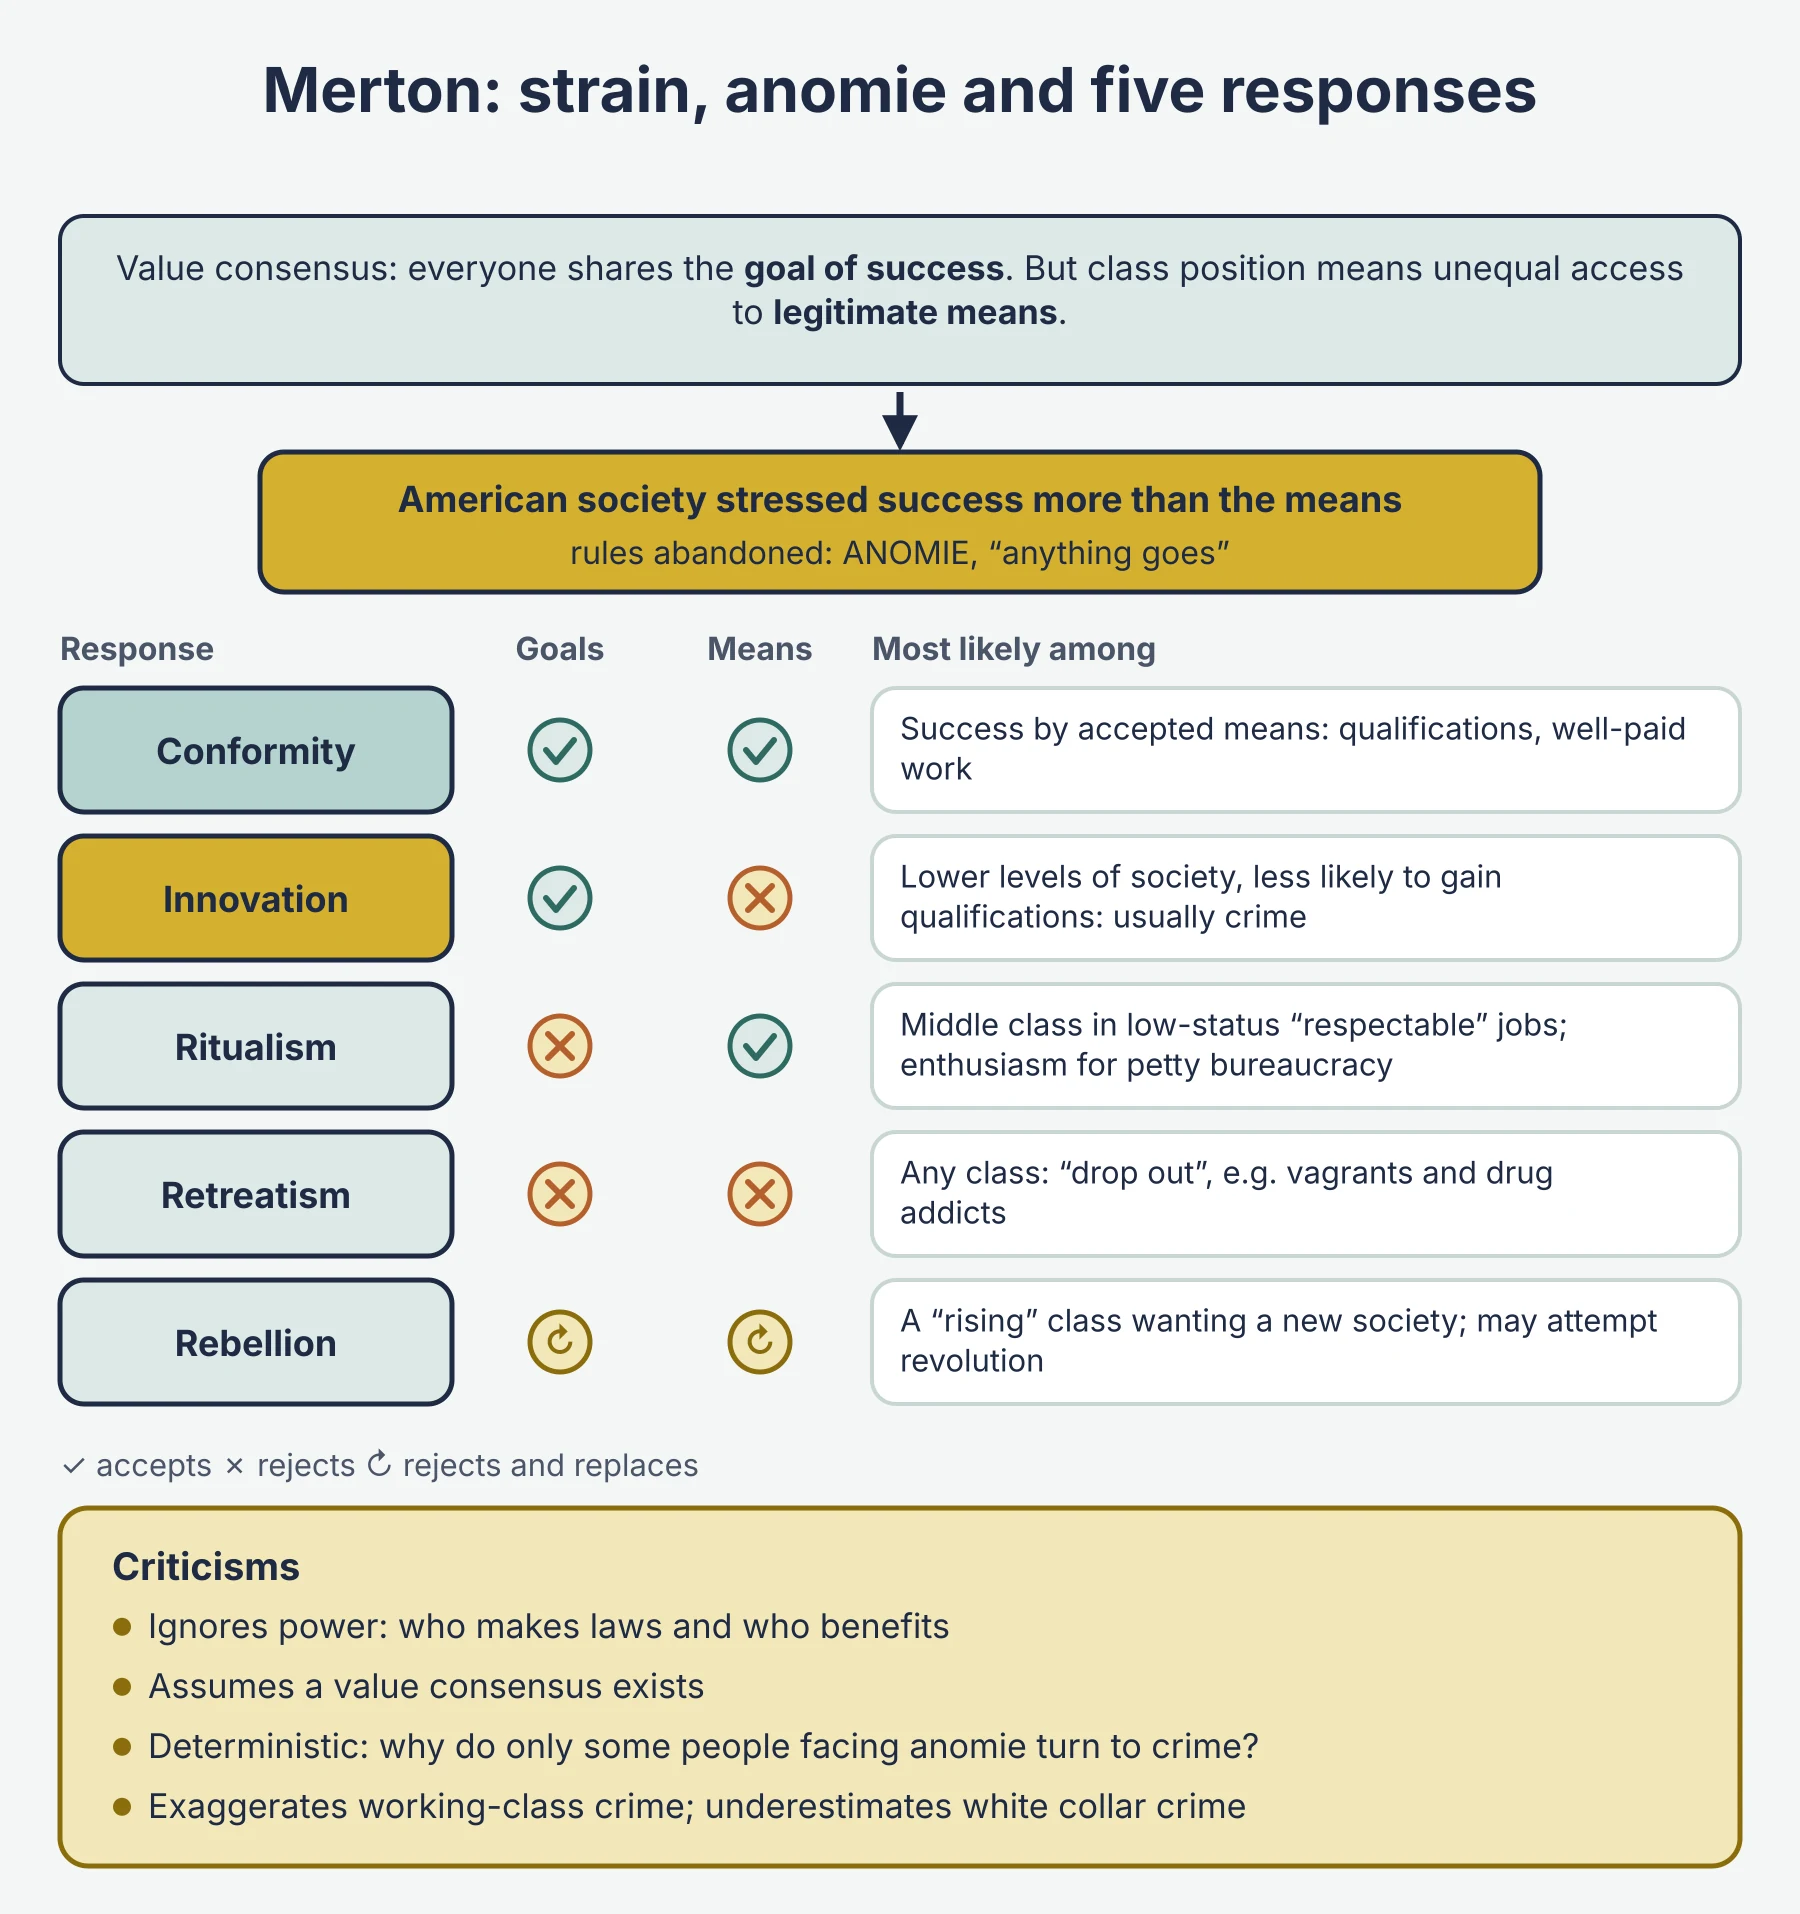 Merton: strain, anomie and five responses
Value consensus: everyone shares the goal of success. But class position means unequal access
to legitimate means.
American society stressed success more than the means
rules abandoned: ANOMIE, “anything goes”
Response Goals Means Most likely among
Conformity
Success by accepted means: qualifications, well-paid
work
Innovation
Lower levels of society, less likely to gain
qualifications: usually crime
Ritualism
Middle class in low-status “respectable” jobs;
enthusiasm for petty bureaucracy
Retreatism
Any class: “drop out”, e.g. vagrants and drug
addicts
Rebellion
A “rising” class wanting a new society; may attempt
revolution
✓ accepts × rejects ↻ rejects and replaces
Criticisms
Ignores power: who makes laws and who benefits
Assumes a value consensus exists
Deterministic: why do only some people facing anomie turn to crime?
Exaggerates working-class crime; underestimates white collar crime